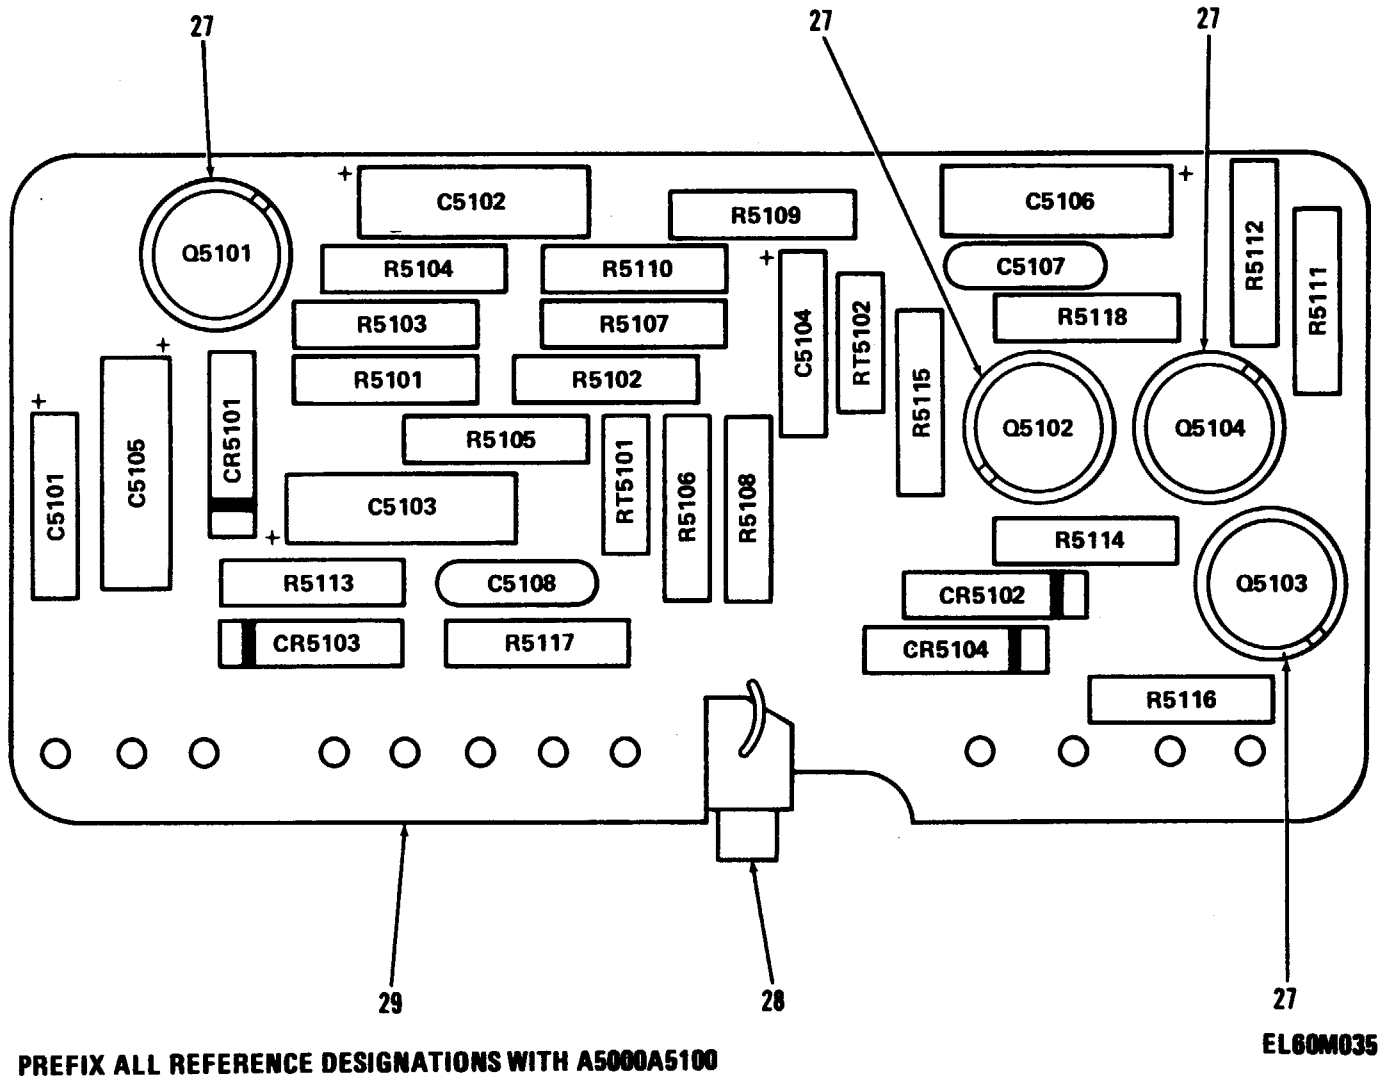 27
27
27
+
C5102
R5109
C5106
+
Q5101
R5104
R5110
+
C5107
R5112
R5111
R5103
R5107
C5104
RT5102
R5118
+
+
C5101
C5105
CR5101
R5101
R5102
R5115
Q5102
Q5104
R5105
RT5101
R5106
R5108
C5103
+
R5114
R5113
C5108
CR5102
Q5103
CR5103
R5117
CR5104
R5116
29
28
27
EL60M035
PREFIX ALL REFERENCE DESIGNATIONS WITH A5000A5100